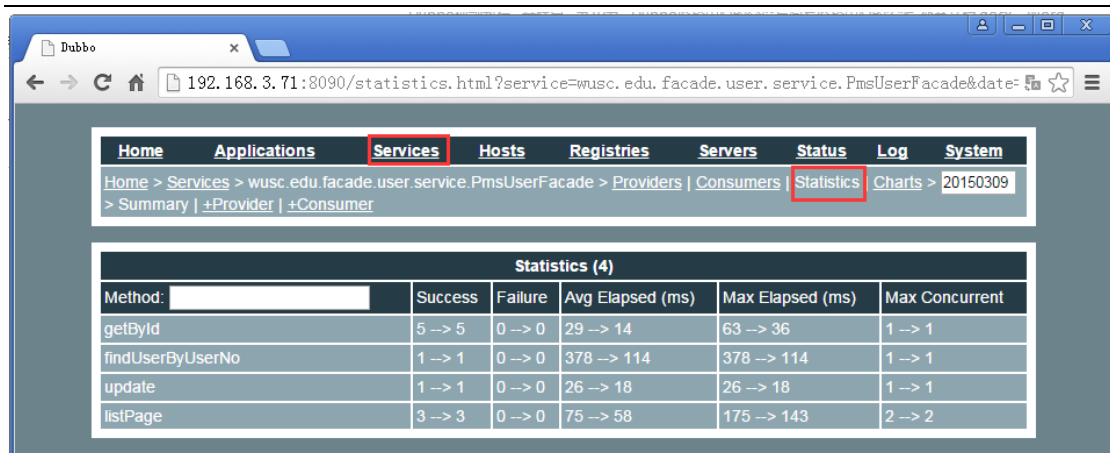 Dubbo
192.168.3.71:8090/statistics.html?service=wusc.edu.facade.user.service.PmsUserFacade&date=
Home Applications Services Hosts Registries Servers Status Log System
Home > Services > wusc.edu.facade.user.service.PmsUserFacade > Providers | Consumers | Statistics | Charts > 20150309
> Summary | +Provider | +Consumer
Statistics (4)
Method: Success Failure Avg Elapsed (ms) Max Elapsed (ms) Max Concurrent
getById 5 --> 5 0 --> 0 29 --> 14 63 --> 36 1 --> 1
findUserByUserNo 1 --> 1 0 --> 0 378 --> 114 378 --> 114 1 --> 1
update 1 --> 1 0 --> 0 26 --> 18 26 --> 18 1 --> 1
listPage 3 --> 3 0 --> 0 75 --> 58 175 --> 143 2 --> 2